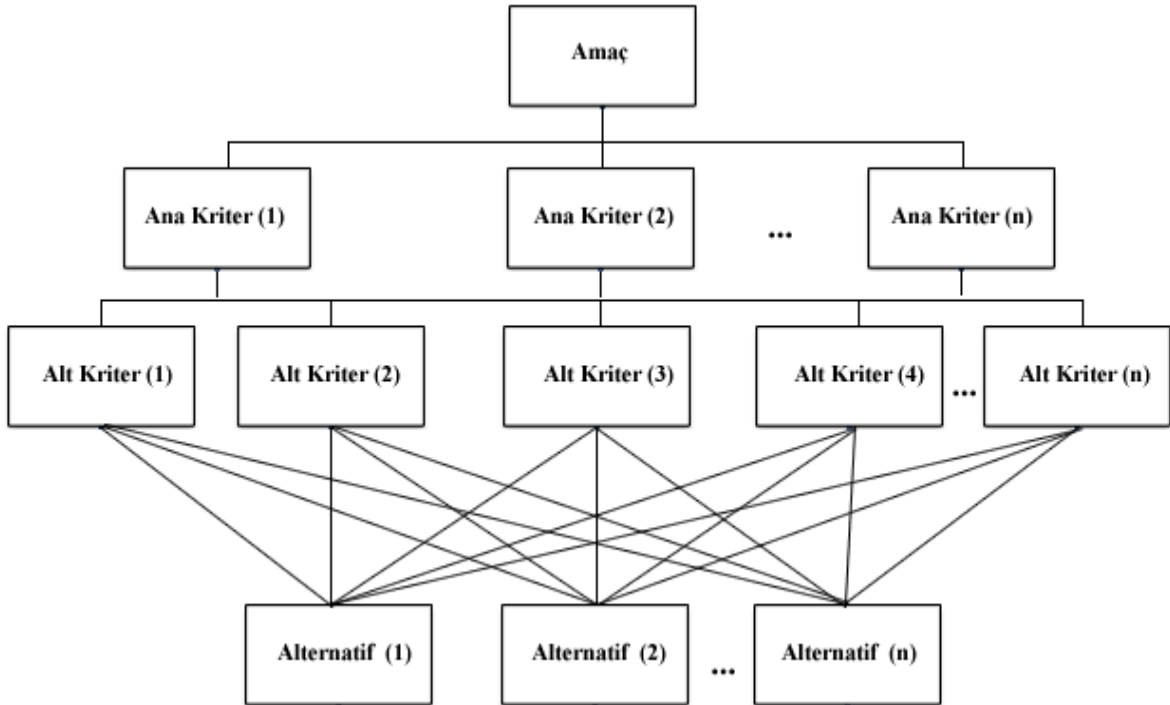 Amaç
Ana Kriter (1)
Ana Kriter (2)
...
Ana Kriter (n)
Alt Kriter (1)
Alt Kriter (2)
Alt Kriter (3)
Alt Kriter (4)
...
Alt Kriter (n)
Alternatif (1)
Alternatif (2)
...
Alternatif (n)